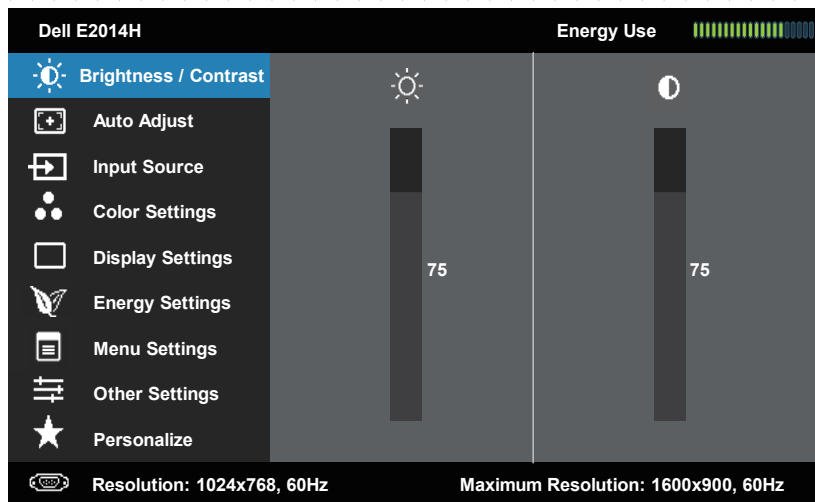 Dell E2014H Energy Use
Brightness / Contrast
Auto Adjust
Input Source
Color Settings
Display Settings
75 75
Energy Settings
Menu Settings
Other Settings
Personalize
Resolution: 1024x768, 60Hz Maximum Resolution: 1600x900, 60Hz